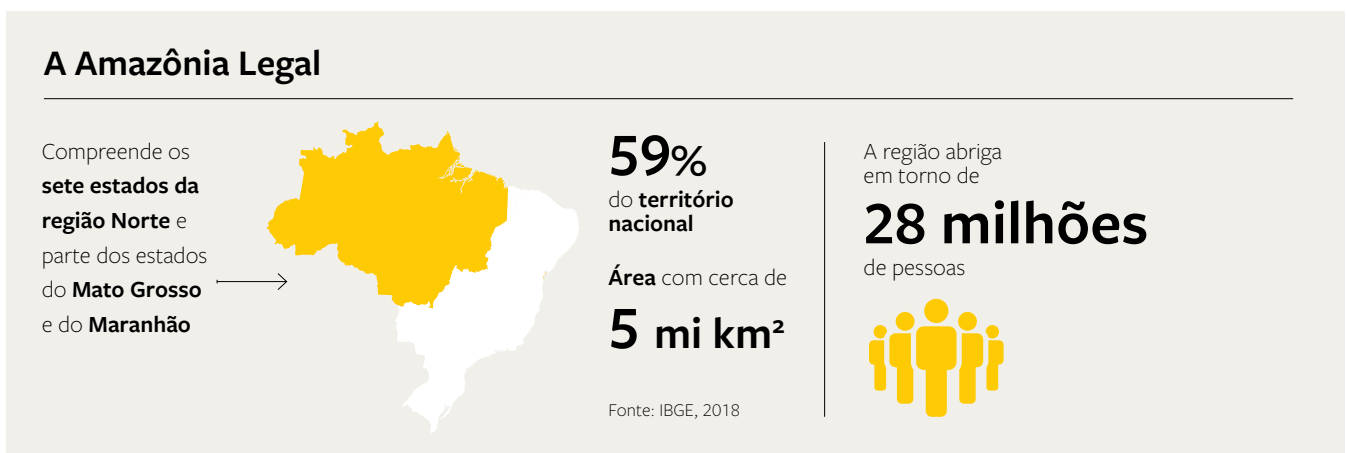 A Amazônia Legal
Compreende os
sete estados da
região Norte e
parte dos estados
do Mato Grosso
e do Maranhão
59%
do território
nacional
Área com cerca de
5 mi km²
Fonte: IBGE, 2018
A região abriga
em torno de
28 milhões
de pessoas